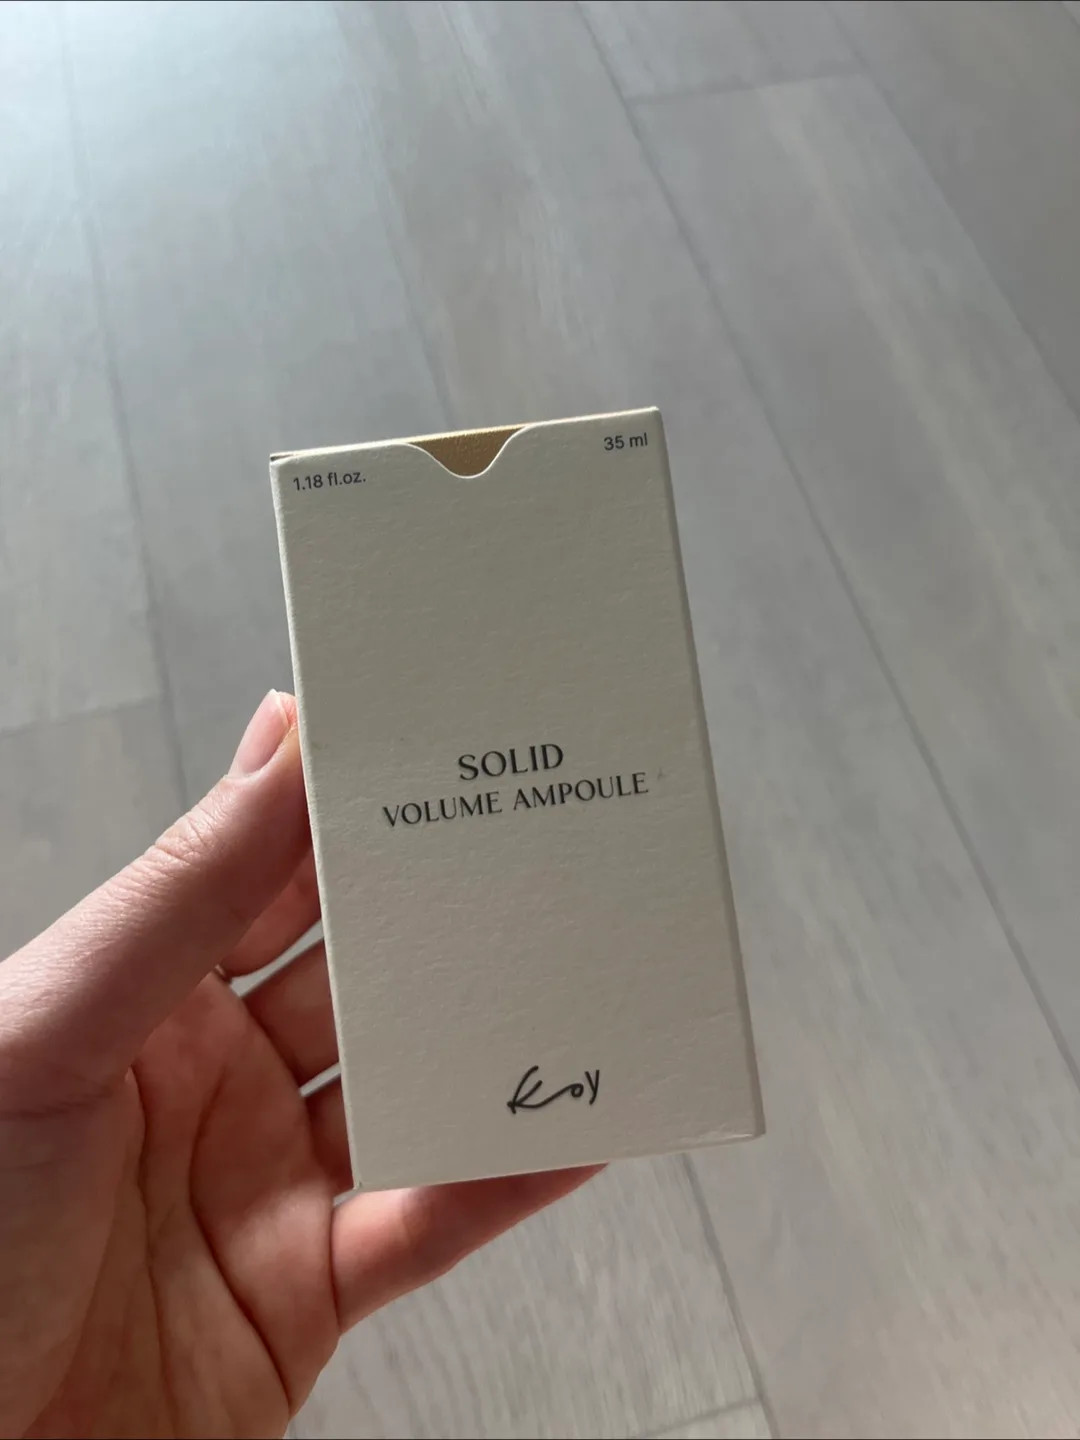 1.18 fl.oz.
35 ml
SOLID
VOLUME AMPOULE
Koy